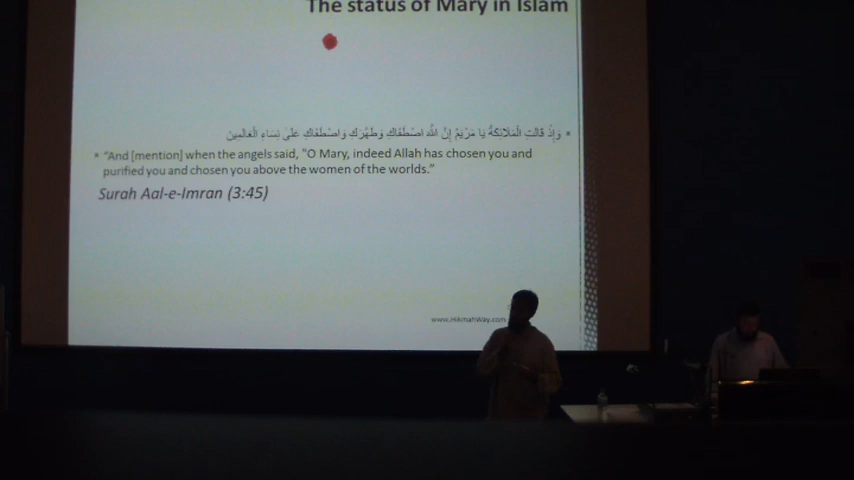 The status of Mary in Islam
وَإِذْ قَالَتِ الْمَلَائِكَةُ يَا مَرْيَمُ إِنَّ اللَّه اصْطَفَاكِ وَطَهَّرَكِ وَاصْطَفَاكِ عَلَىٰ نِسَاءِ الْعَالَمِينَ
"And [mention] when the angels said, "O Mary, indeed Allah has chosen you and
purified you and chosen you above the women of the worlds."
Surah Aal-e-Imran (3:45)
www.HikmahWay.com